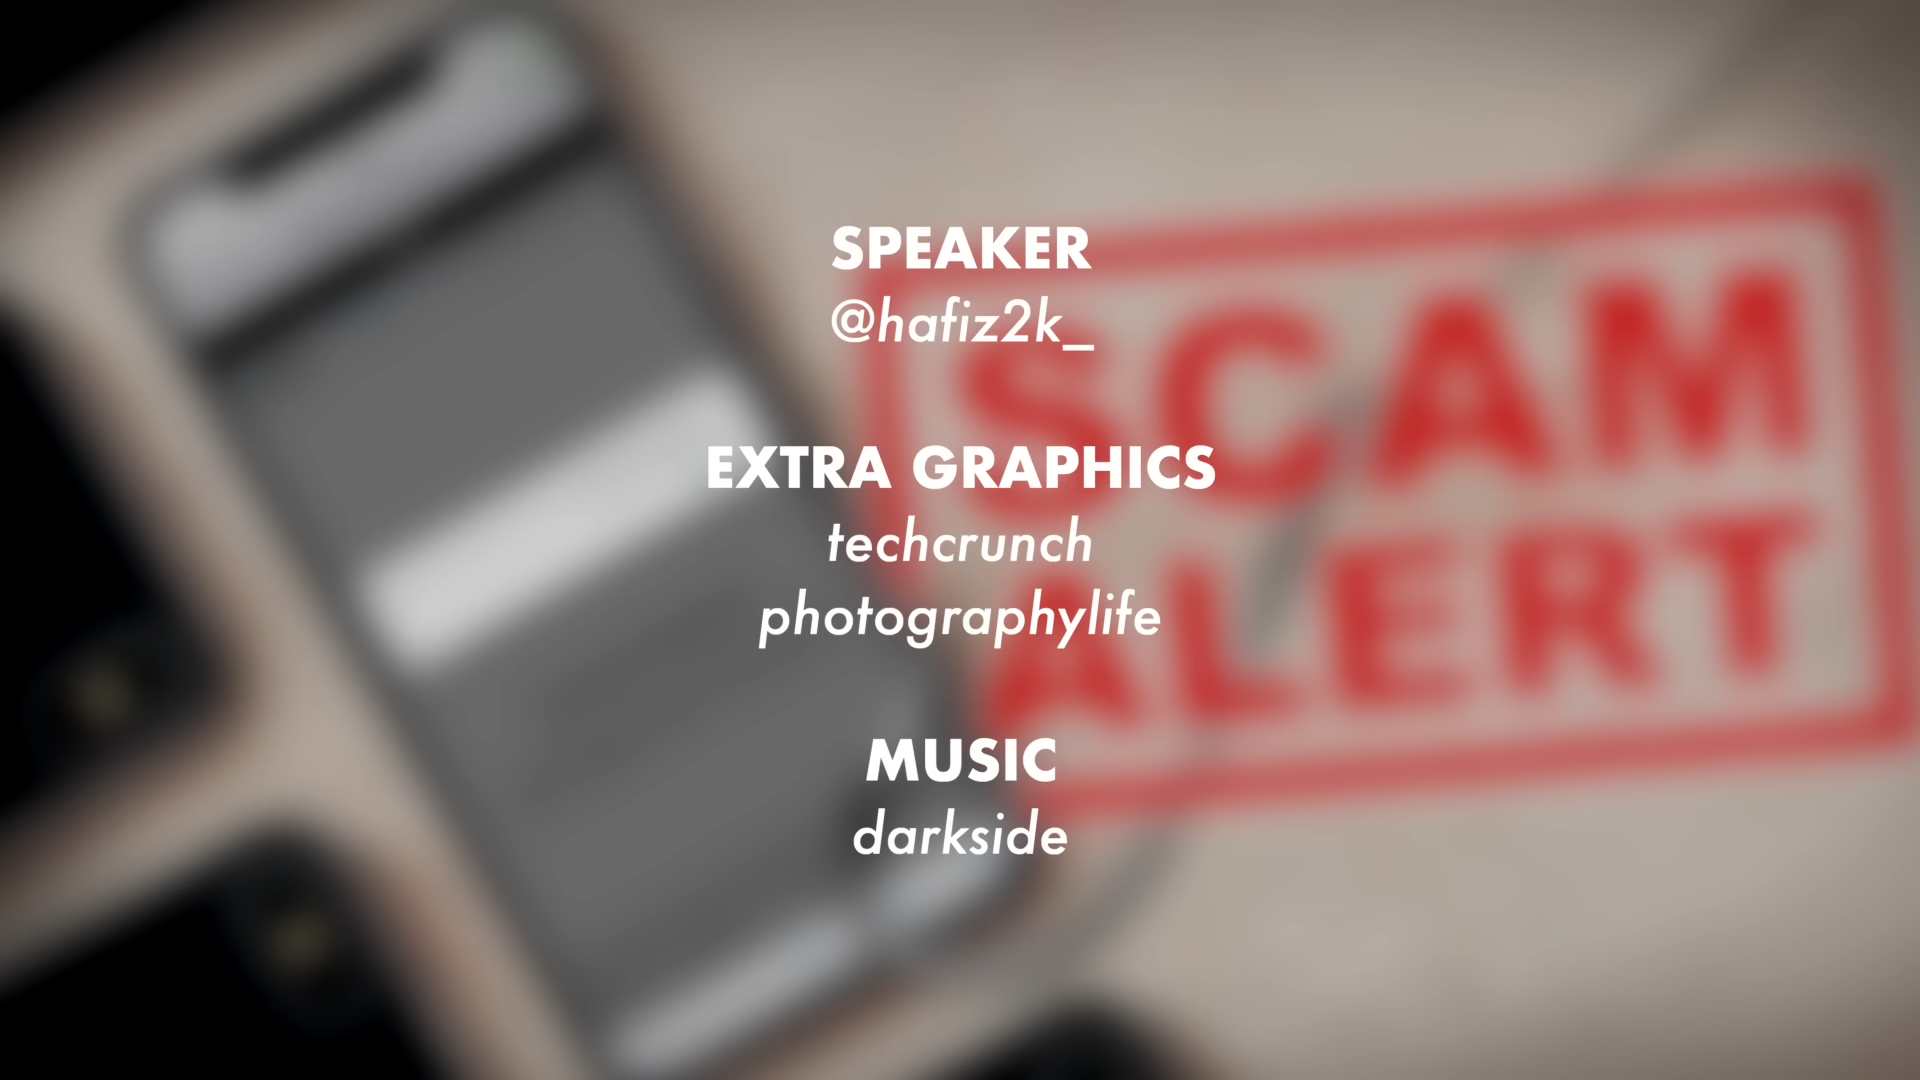 SPEAKER
@hafiz2k_
EXTRA GRAPHICS
techcrunch
photographylife
MUSIC
darkside
SCAM
ALERT